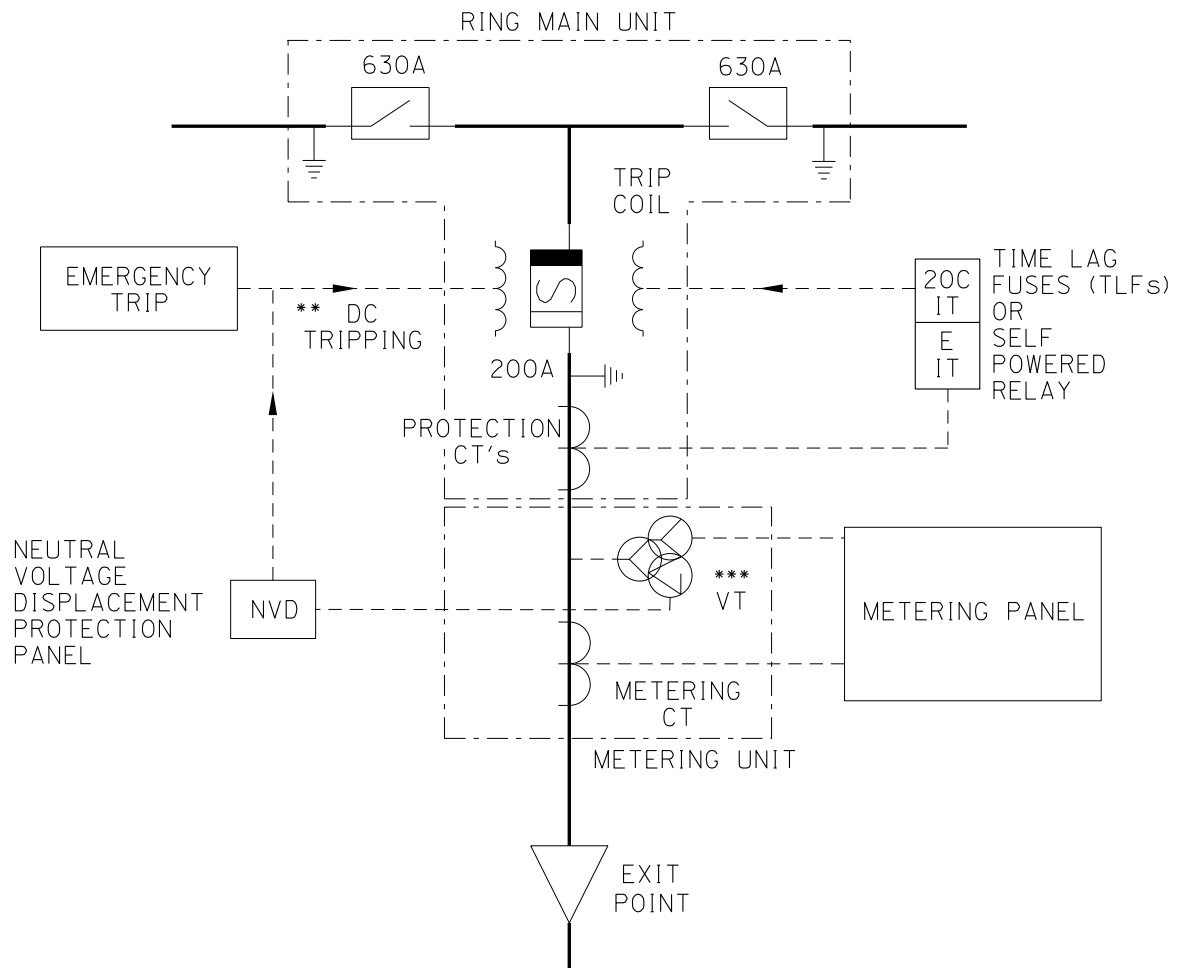 RING MAIN UNIT
630A
630A
TRIP
COIL
EMERGENCY
TRIP
** DC
TRIPPING
2OC
IT
E
IT
TIME LAG
FUSES (TLFs)
OR
SELF
POWERED
RELAY
S
200A
PROTECTION
CT's
NEUTRAL
VOLTAGE
DISPLACEMENT
PROTECTION
PANEL
NVD
***
VT
METERING PANEL
METERING
CT
METERING UNIT
EXIT
POINT